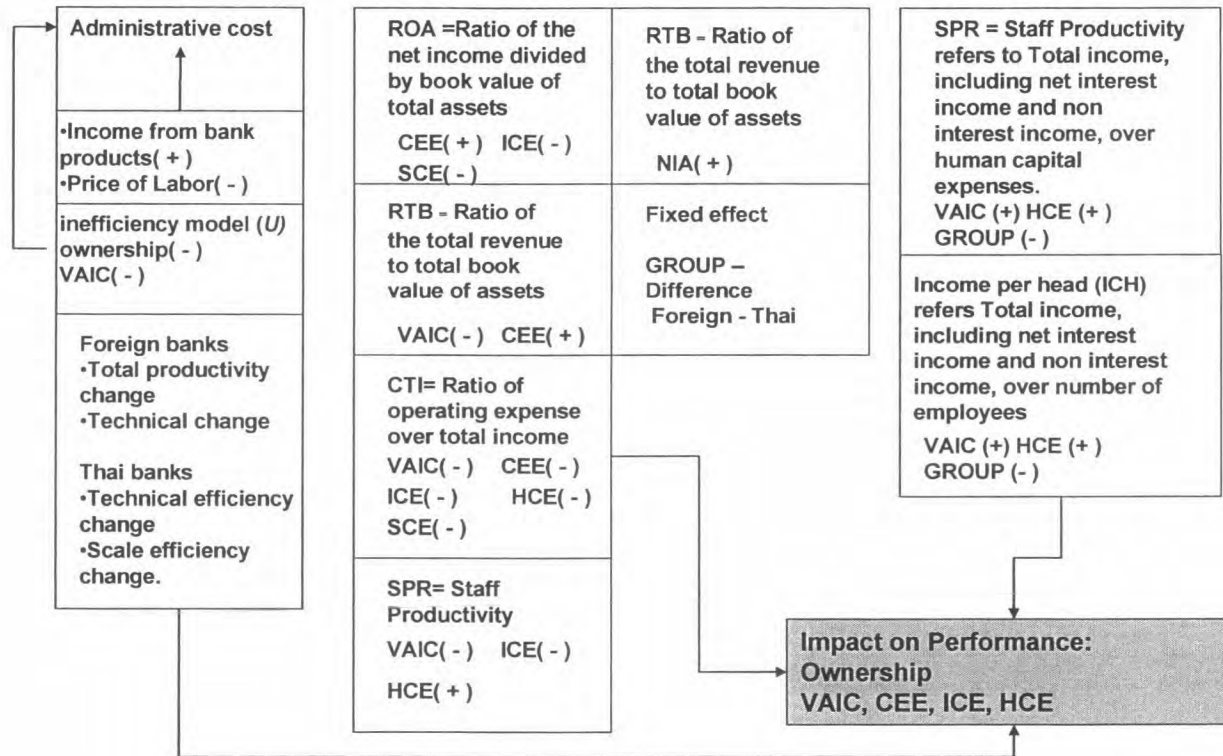 Administrative cost
•Income from bank
products( + )
•Price of Labor( - )
inefficiency model (U)
ownership( - )
VAIC( - )
Foreign banks
•Total productivity
change
•Technical change
Thai banks
•Technical efficiency
change
•Scale efficiency
change.
ROA =Ratio of the
net income divided
by book value of
total assets
CEE( + ) ICE( - )
SCE( - )
RTB - Ratio of
the total revenue
to total book
value of assets
VAIC( - ) CEE( + )
CTI= Ratio of
operating expense
over total income
VAIC( - ) CEE( - )
ICE( - ) HCE( - )
SCE( - )
SPR= Staff
Productivity
VAIC( - ) ICE( - )
HCE( + )
RTB - Ratio of
the total revenue
to total book
value of assets
NIA( + )
Fixed effect
GROUP –
Difference
Foreign - Thai
SPR = Staff Productivity
refers to Total income,
including net interest
income and non
interest income, over
human capital
expenses.
VAIC (+) HCE (+ )
GROUP (- )
Income per head (ICH)
refers Total income,
including net interest
income and non interest
income, over number of
employees
VAIC (+) HCE (+ )
GROUP (- )
Impact on Performance:
Ownership
VAIC, CEE, ICE, HCE